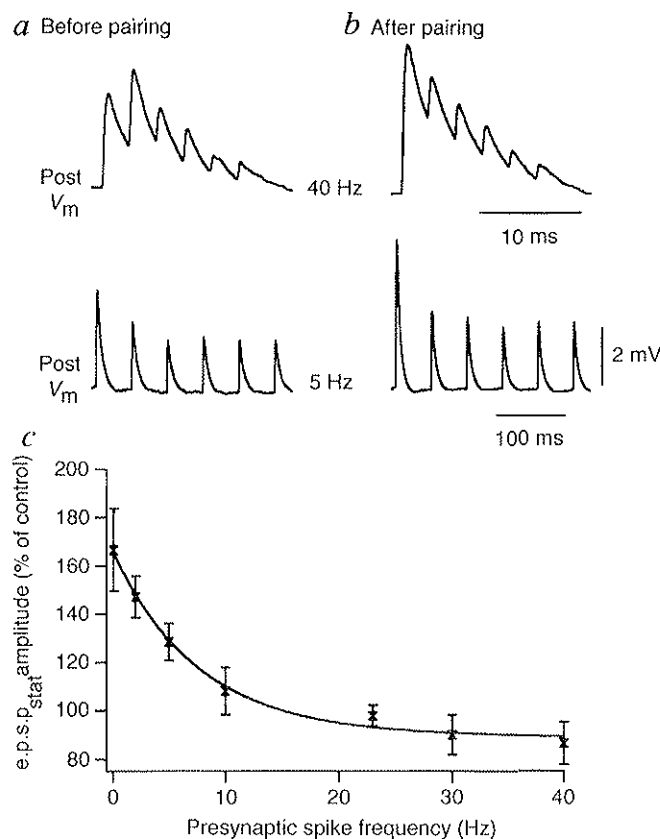 a Before pairing
b After pairing
Post
Vm
40 Hz
10 ms
Post
Vm
5 Hz
2 mV
100 ms
c
200
180
160
140
120
100
80
e.p.s.p.stat amplitude (% of control)
0
10
20
30
40
Presynaptic spike frequency (Hz)